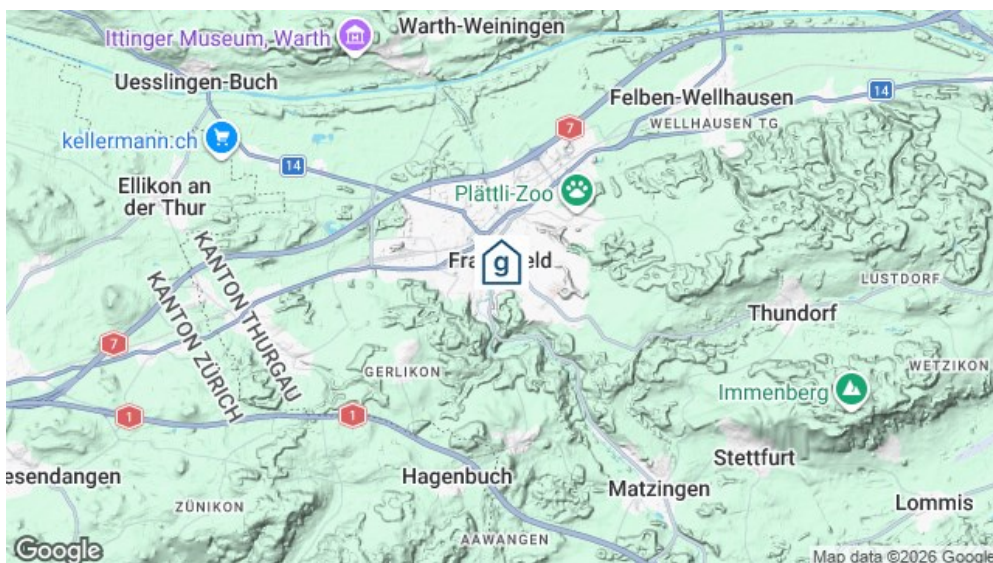 Warth-Weiningen
Ittinger Museum, Warth
Uesslingen-Buch
Felben-Wellhausen
14
WELLHAUSEN TG
7
kellermann.ch
14
Ellikon an
der Thur
Plättli-Zoo
g
KANTON THURGAU
KANTON ZÜRICH
LUSTDORF
Thundorf
7
GERLIKON
WETZIKON
Immenberg
1
1
Stettfurt
esendangen
Hagenbuch
Matzingen
ZÜNIKON
Lommis
AAWANGEN
Google
Map data ©2026 Google